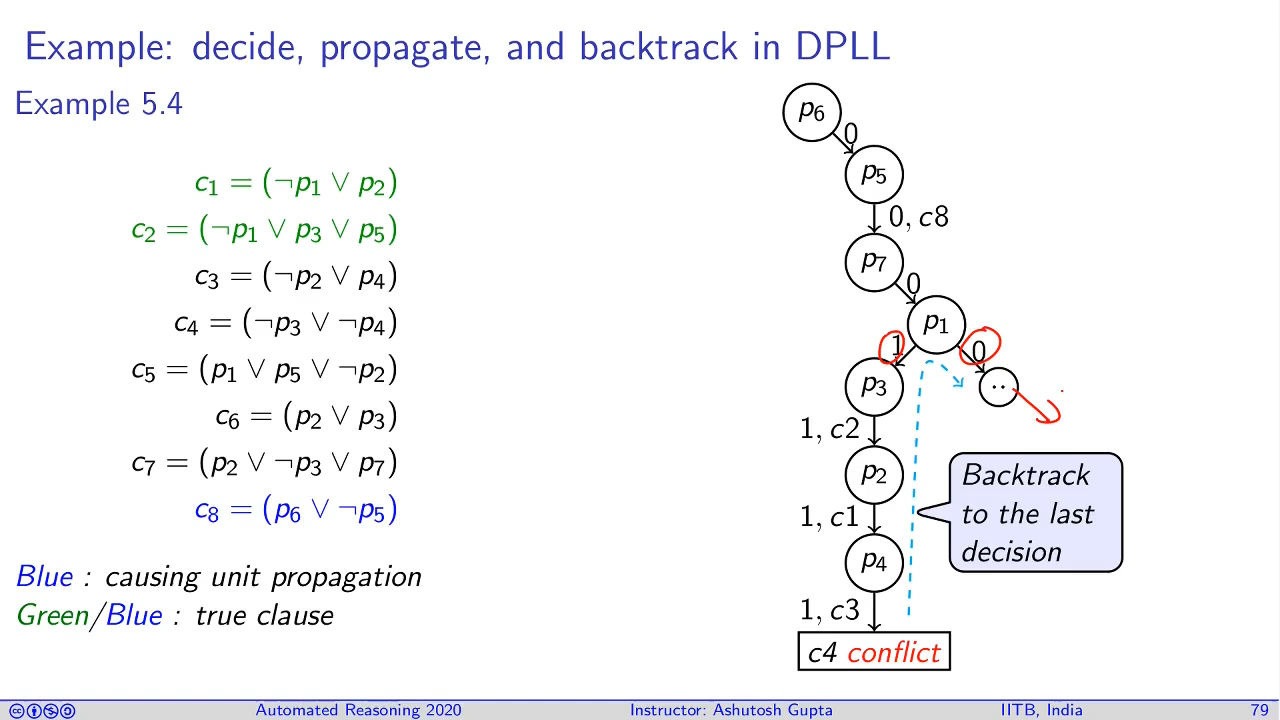 Example: decide, propagate, and backtrack in DPLL
Example 5.4
c₁ = (¬p₁ ∨ p₂)
c₂ = (¬p₁ ∨ p₃ ∨ p₅)
c₃ = (¬p₂ ∨ p₄)
c₄ = (¬p₃ ∨ ¬p₄)
c₅ = (p₁ ∨ p₅ ∨ ¬p₂)
c₆ = (p₂ ∨ p₃)
c₇ = (p₂ ∨ ¬p₃ ∨ p₇)
c₈ = (p₆ ∨ ¬p₅)
Blue : causing unit propagation
Green/Blue : true clause
p₆
0
p₅
0, c8
p₇
0
p₁
1
0
p₃
··
1, c2
p₂
1, c1
p₄
1, c3
c4 conflict
Backtrack
to the last
decision
Automated Reasoning 2020
Instructor: Ashutosh Gupta
IITB, India
79